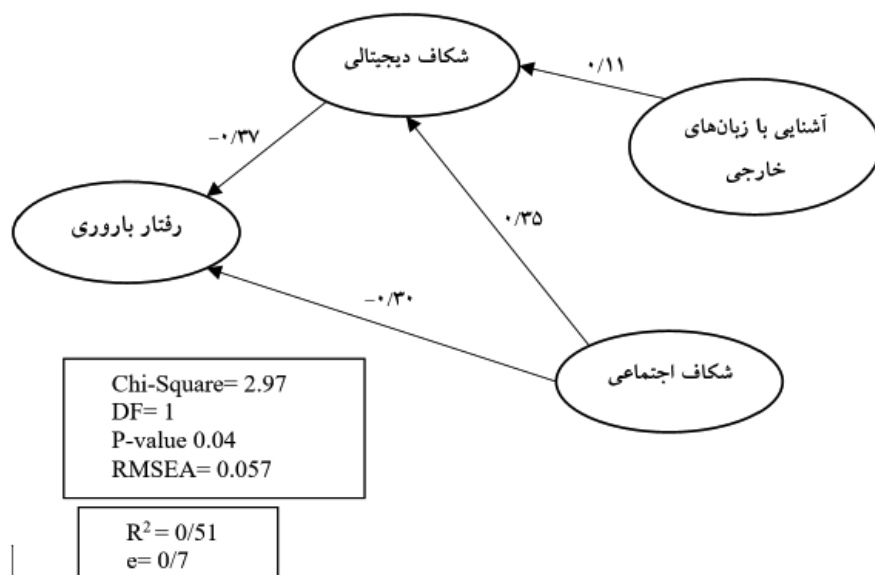 شکاف دیجیتالی
۰/۱۱
آشنایی با زبان‌های
خارجی
–۰/۳۷
رفتار باروری
۰/۳۵
–۰/۳۰
شکاف اجتماعی
Chi-Square= 2.97
DF= 1
P-value 0.04
RMSEA= 0.057
R² = 0/51
e= 0/7